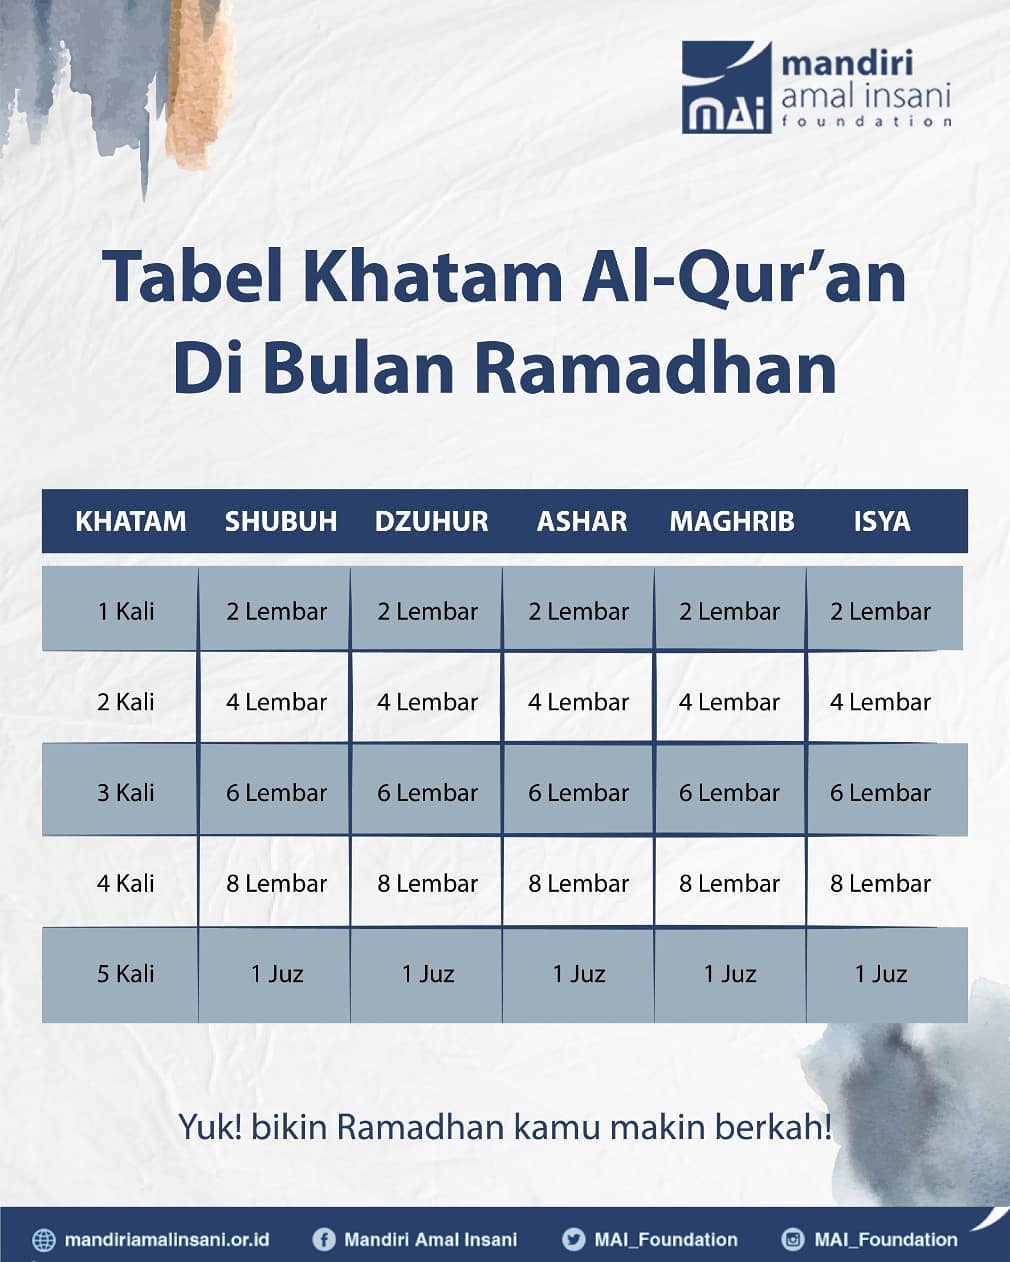 MAi
mandiri
amal insani
foundation
Tabel Khatam Al-Qur’an
Di Bulan Ramadhan
KHATAM SHUBUH DZUHUR ASHAR MAGHRIB ISYA
1 Kali 2 Lembar 2 Lembar 2 Lembar 2 Lembar 2 Lembar
2 Kali 4 Lembar 4 Lembar 4 Lembar 4 Lembar 4 Lembar
3 Kali 6 Lembar 6 Lembar 6 Lembar 6 Lembar 6 Lembar
4 Kali 8 Lembar 8 Lembar 8 Lembar 8 Lembar 8 Lembar
5 Kali 1 Juz 1 Juz 1 Juz 1 Juz 1 Juz
Yuk! bikin Ramadhan kamu makin berkah!
mandiriamalinsani.or.id Mandiri Amal Insani MAI_Foundation MAI_Foundation